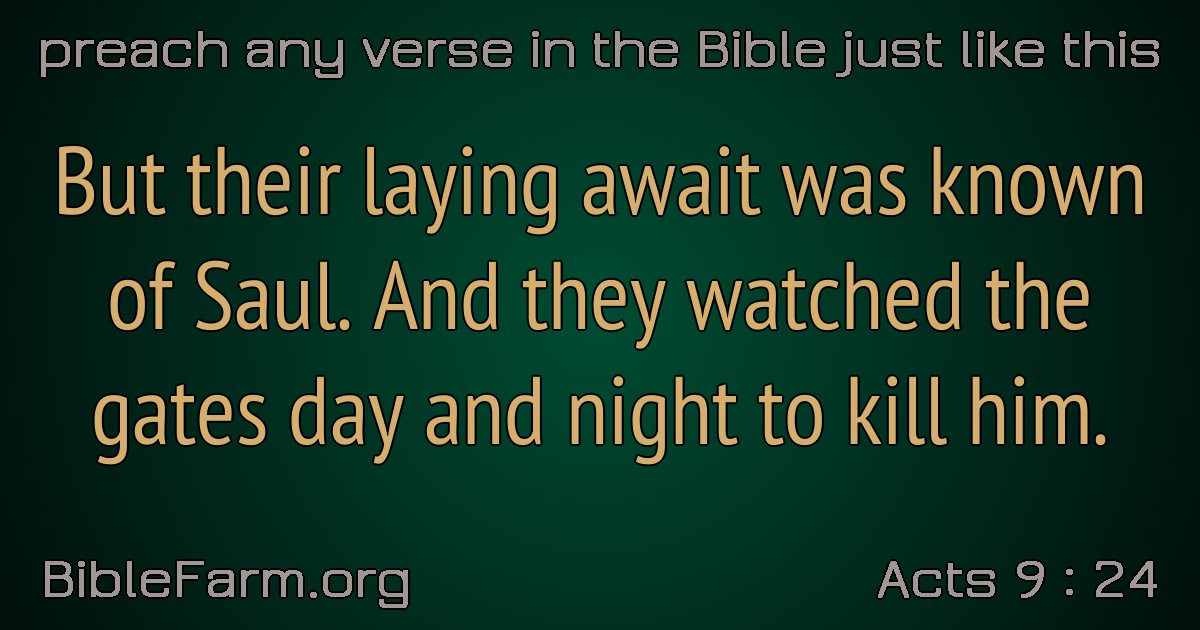 preach any verse in the Bible just like this
But their laying await was known
of Saul. And they watched the
gates day and night to kill him.
BibleFarm.org
Acts 9 : 24